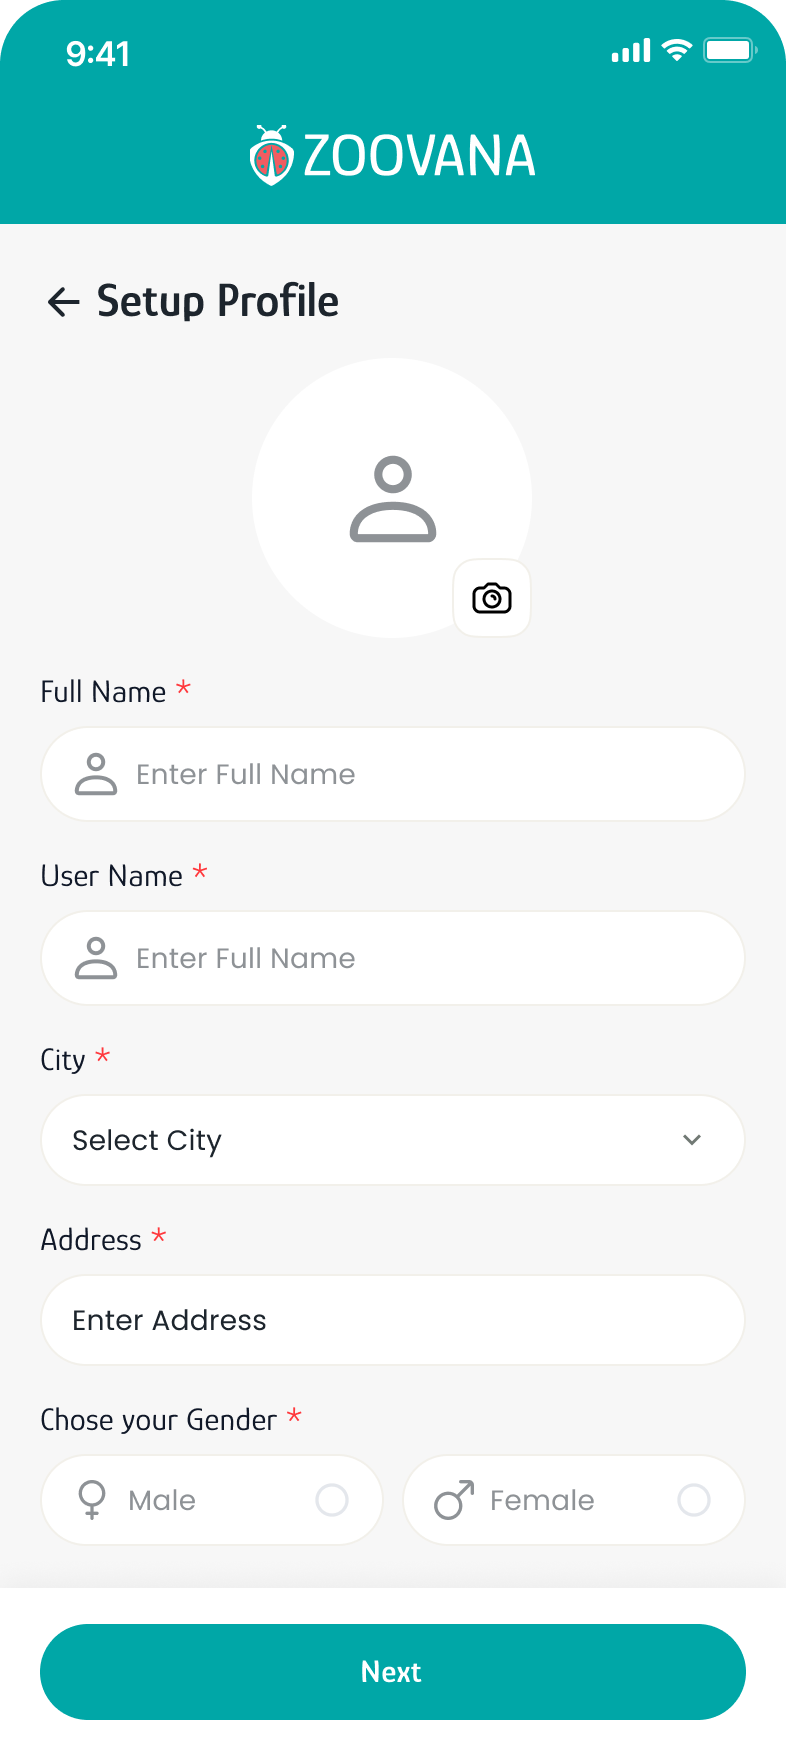 9:41
ZOOVANA
Setup Profile
Full Name *
Enter Full Name
User Name *
Enter Full Name
City *
Select City
Address *
Enter Address
Chose your Gender *
Male
Female
Next